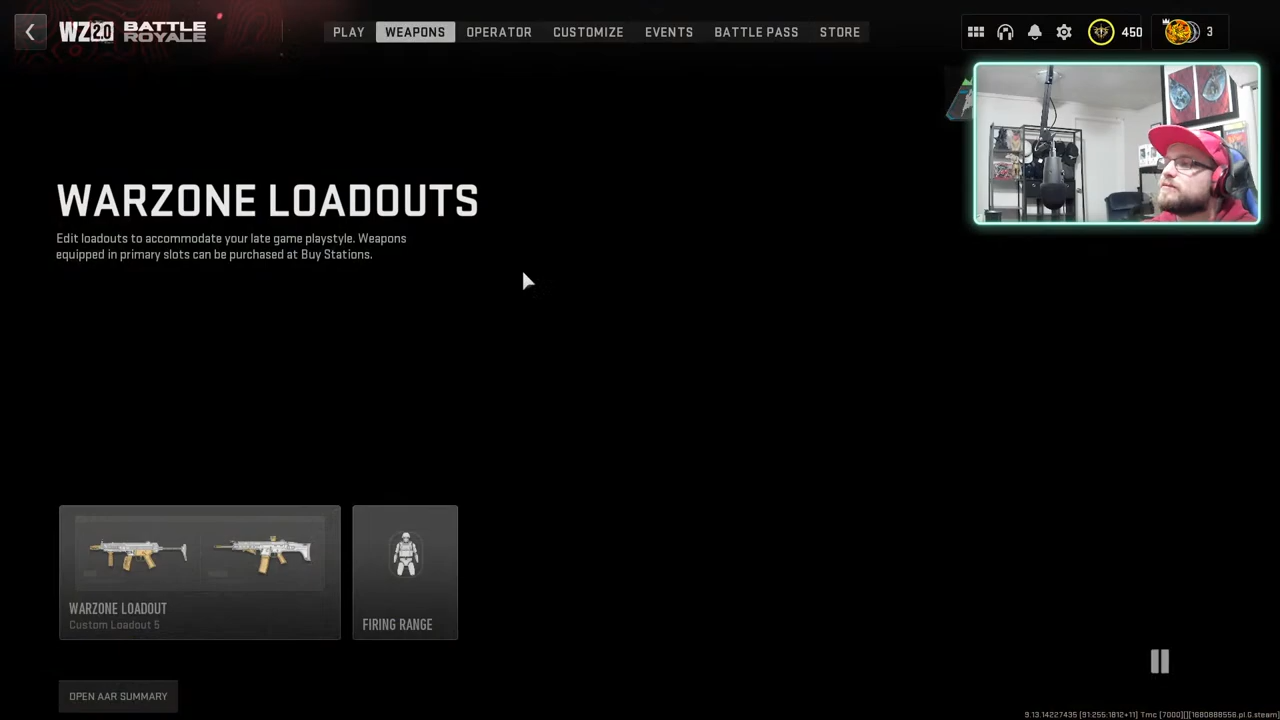 WZ 2.0 BATTLE ROYALE
PLAY WEAPONS OPERATOR CUSTOMIZE EVENTS BATTLE PASS STORE
450 3
WARZONE LOADOUTS
Edit loadouts to accommodate your late game playstyle. Weapons
equipped in primary slots can be purchased at Buy Stations.
WARZONE LOADOUT
Custom Loadout 5
FIRING RANGE
OPEN AAR SUMMARY